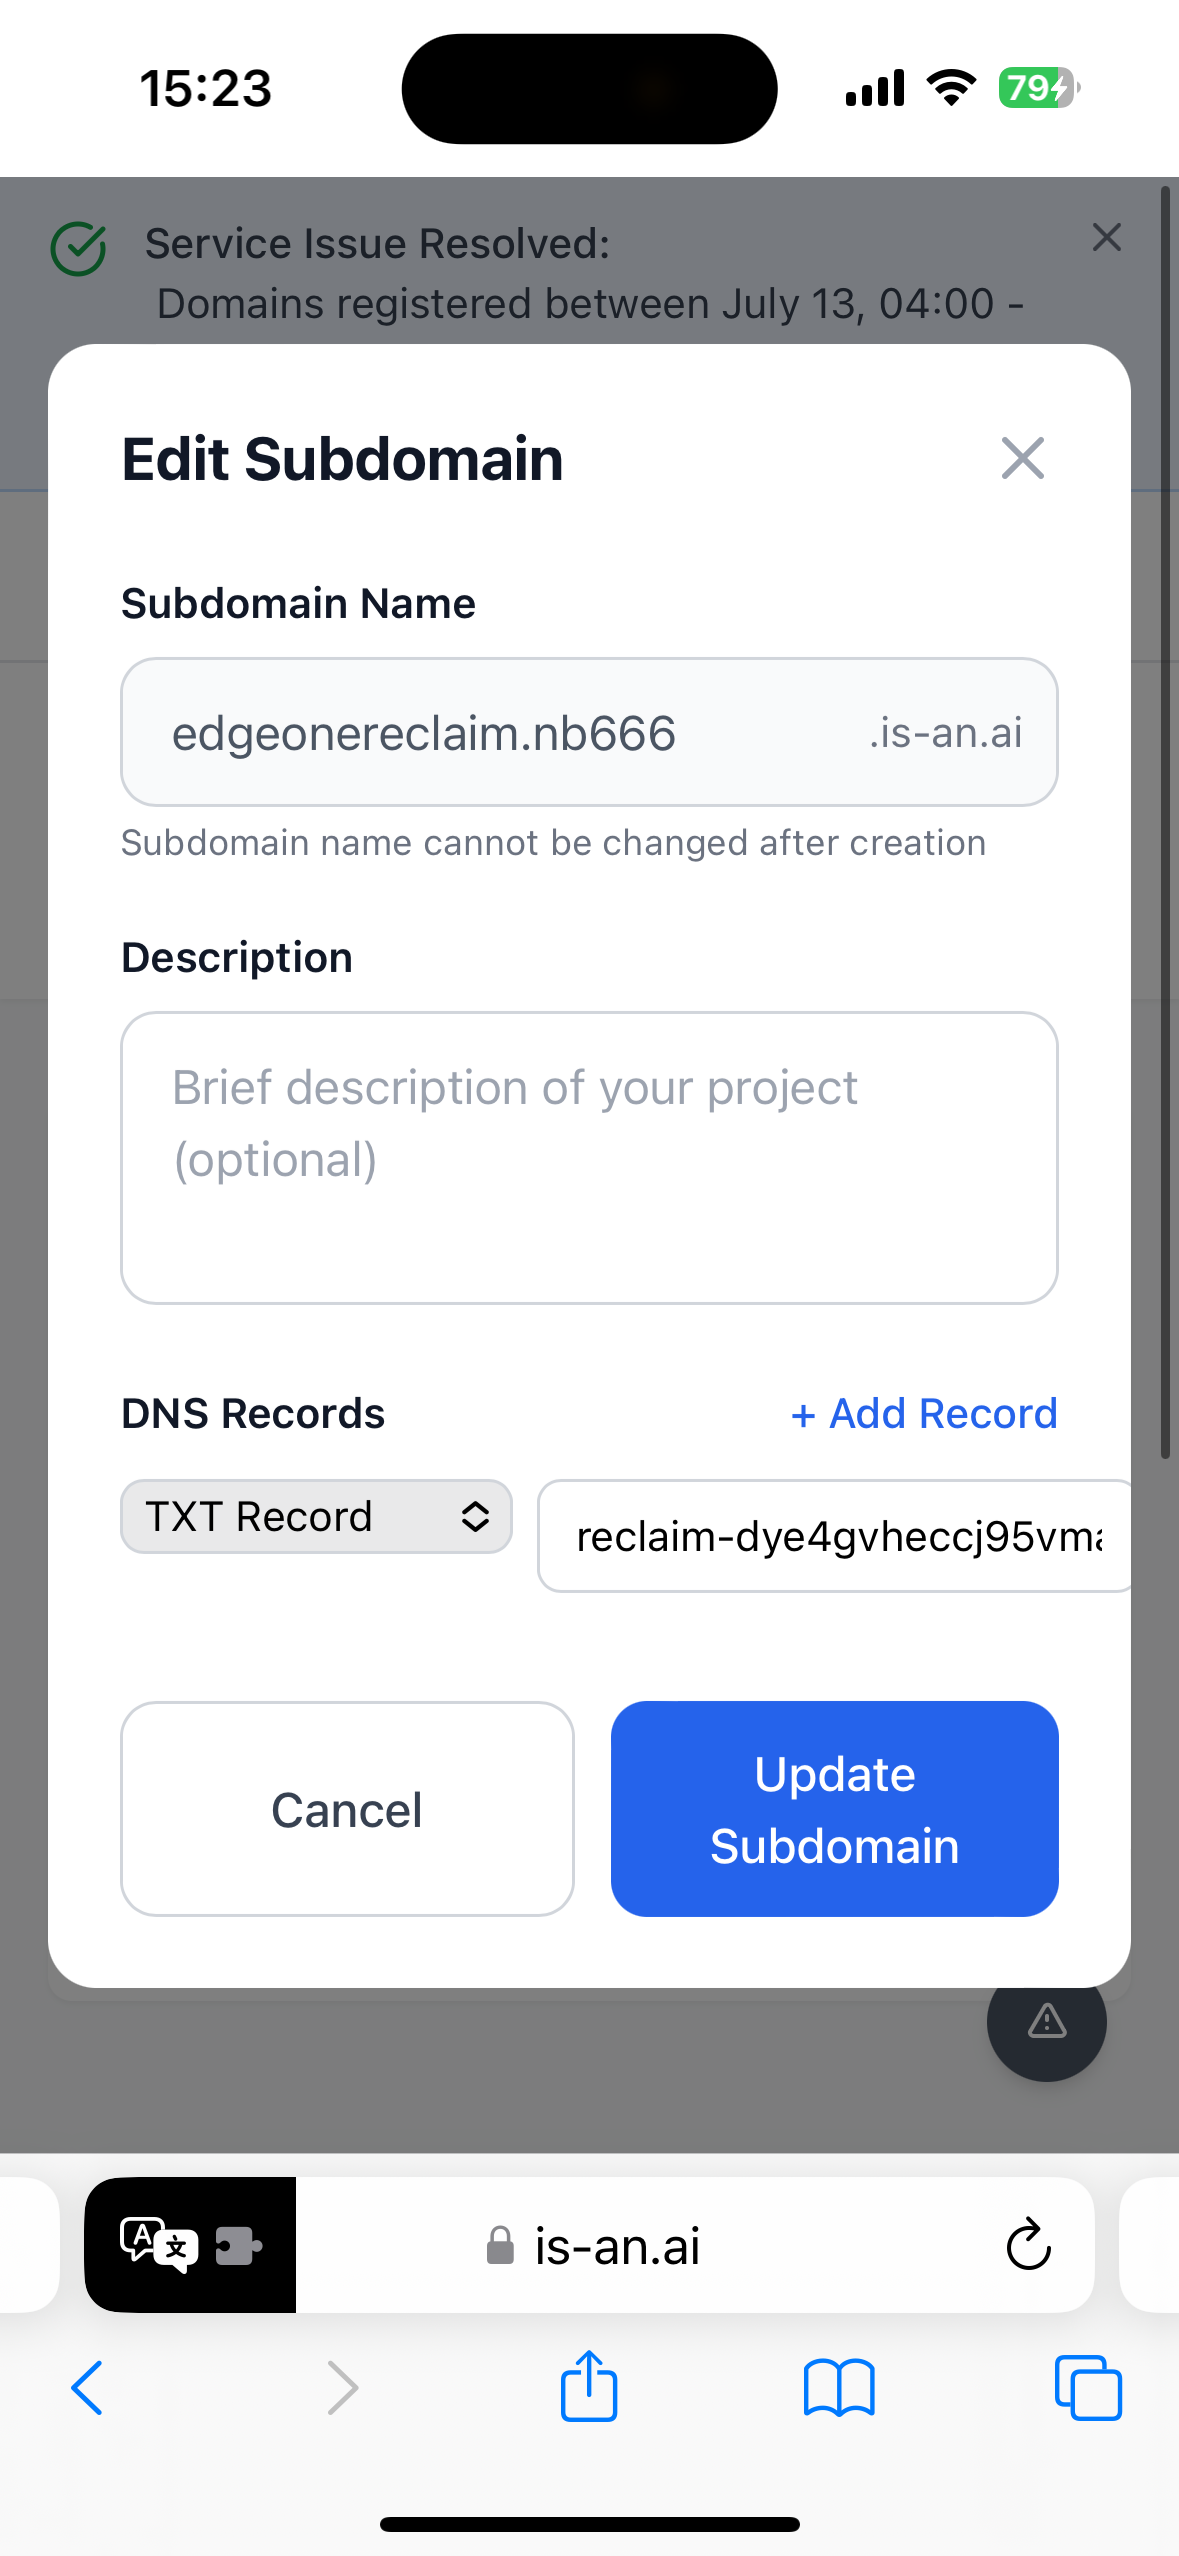 15:23
79
Service Issue Resolved:
Domains registered between July 13, 04:00 -
Edit Subdomain
Subdomain Name
edgeonereclaim.nb666 .is-an.ai
Subdomain name cannot be changed after creation
Description
Brief description of your project
(optional)
DNS Records + Add Record
TXT Record reclaim-dye4gvheccj95vm
Cancel
Update
Subdomain
A 文
is-an.ai